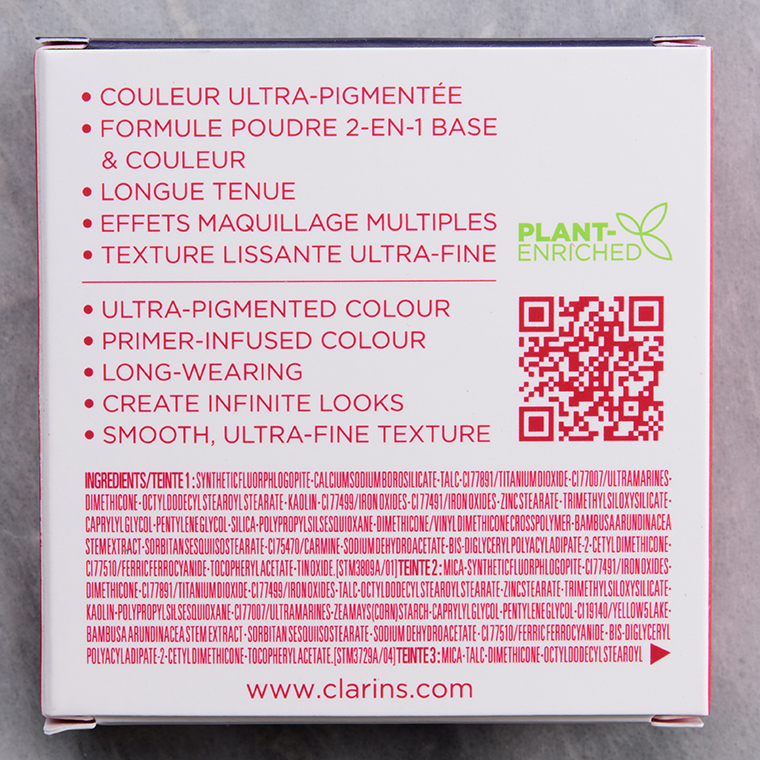 • COULEUR ULTRA-PIGMENTÉE
• FORMULE POUDRE 2-EN-1 BASE
& COULEUR
• LONGUE TENUE
• EFFETS MAQUILLAGE MULTIPLES
• TEXTURE LISSANTE ULTRA-FINE
PLANT-
ENRICHED
• ULTRA-PIGMENTED COLOUR
• PRIMER-INFUSED COLOUR
• LONG-WEARING
• CREATE INFINITE LOOKS
• SMOOTH, ULTRA-FINE TEXTURE
INGREDIENTS/TEINTE 1 : SYNTHETIC FLUORPHLOGOPITE · CALCIUM SODIUM BOROSILICATE · TALC · CI 77891/TITANIUM DIOXIDE · CI 77007/ULTRAMARINES ·
DIMETHICONE · OCTYLDODECYL STEAROYL STEARATE · KAOLIN · CI 77499/IRON OXIDES · CI 77491/IRON OXIDES · ZINC STEARATE · TRIMETHYLSILOXYSILICATE ·
CAPRYLYL GLYCOL · PENTYLENE GLYCOL · SILICA · POLYPROPYLSILSESQUIOXANE · DIMETHICONE/VINYL DIMETHICONE CROSSPOLYMER · BAMBUSA ARUNDINACEA
STEM EXTRACT · SORBITAN SESQUIISOSTEARATE · CI 75470/CARMINE · SODIUM DEHYDROACETATE · BIS-DIGLYCERYL POLYACYLADIPATE-2 · CETYL DIMETHICONE ·
CI 77510/FERRIC FERROCYANIDE · TOCOPHERYL ACETATE · TIN OXIDE. [STM3809A/01] TEINTE 2 : MICA · SYNTHETIC FLUORPHLOGOPITE · CI 77491/IRON OXIDES ·
DIMETHICONE · CI 77891/TITANIUM DIOXIDE · CI 77499/IRON OXIDES · TALC · OCTYLDODECYL STEAROYL STEARATE · ZINC STEARATE · TRIMETHYLSILOXYSILICATE ·
KAOLIN · POLYPROPYLSILSESQUIOXANE · CI 77007/ULTRAMARINES · ZEA MAYS (CORN) STARCH · CAPRYLYL GLYCOL · PENTYLENE GLYCOL · CI 19140/YELLOW 5 LAKE ·
BAMBUSA ARUNDINACEA STEM EXTRACT · SORBITAN SESQUIISOSTEARATE · SODIUM DEHYDROACETATE · CI 77510/FERRIC FERROCYANIDE · BIS-DIGLYCERYL
POLYACYLADIPATE-2 · CETYL DIMETHICONE · TOCOPHERYL ACETATE. [STM3729A/04] TEINTE 3 : MICA · TALC · DIMETHICONE · OCTYLDODECYL STEAROYL ▶
www.clarins.com